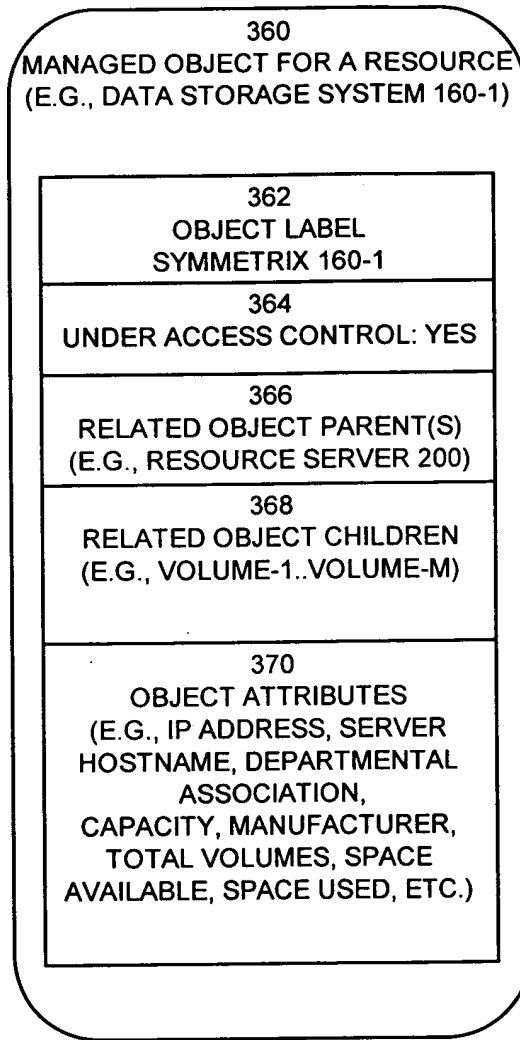 360
MANAGED OBJECT FOR A RESOURCE
(E.G., DATA STORAGE SYSTEM 160-1)
362
OBJECT LABEL
SYMMETRIX 160-1
364
UNDER ACCESS CONTROL: YES
366
RELATED OBJECT PARENT(S)
(E.G., RESOURCE SERVER 200)
368
RELATED OBJECT CHILDREN
(E.G., VOLUME-1..VOLUME-M)
370
OBJECT ATTRIBUTES
(E.G., IP ADDRESS, SERVER
HOSTNAME, DEPARTMENTAL
ASSOCIATION,
CAPACITY, MANUFACTURER,
TOTAL VOLUMES, SPACE
AVAILABLE, SPACE USED, ETC.)